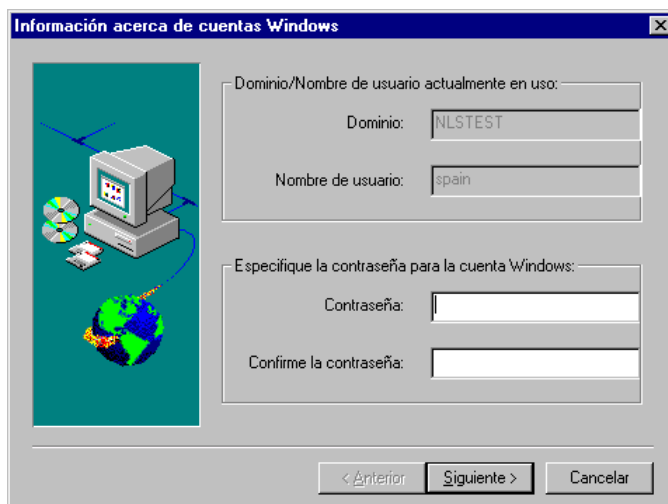 Información acerca de cuentas Windows
Dominio/Nombre de usuario actualmente en uso:
Dominio: NLSTEST
Nombre de usuario: spain
Especifique la contraseña para la cuenta Windows:
Contraseña:
Confirme la contraseña:
< Anterior Siguiente > Cancelar